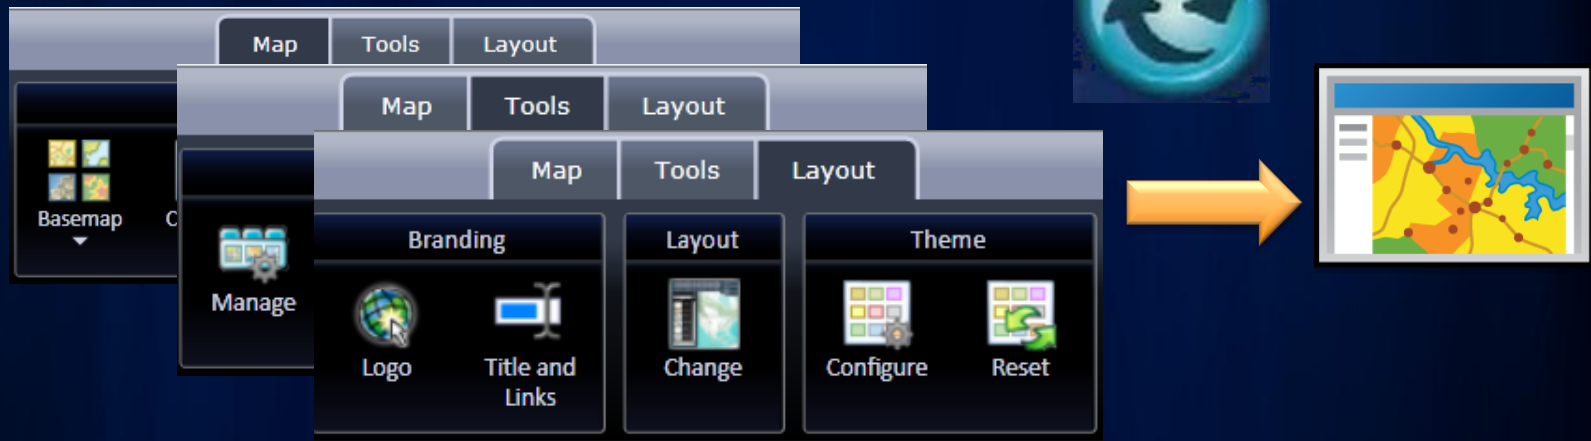 Map Tools Layout
Basemap
Map Tools Layout
Manage
Map Tools Layout
Branding Layout Theme
Logo Title and Links Change Configure Reset